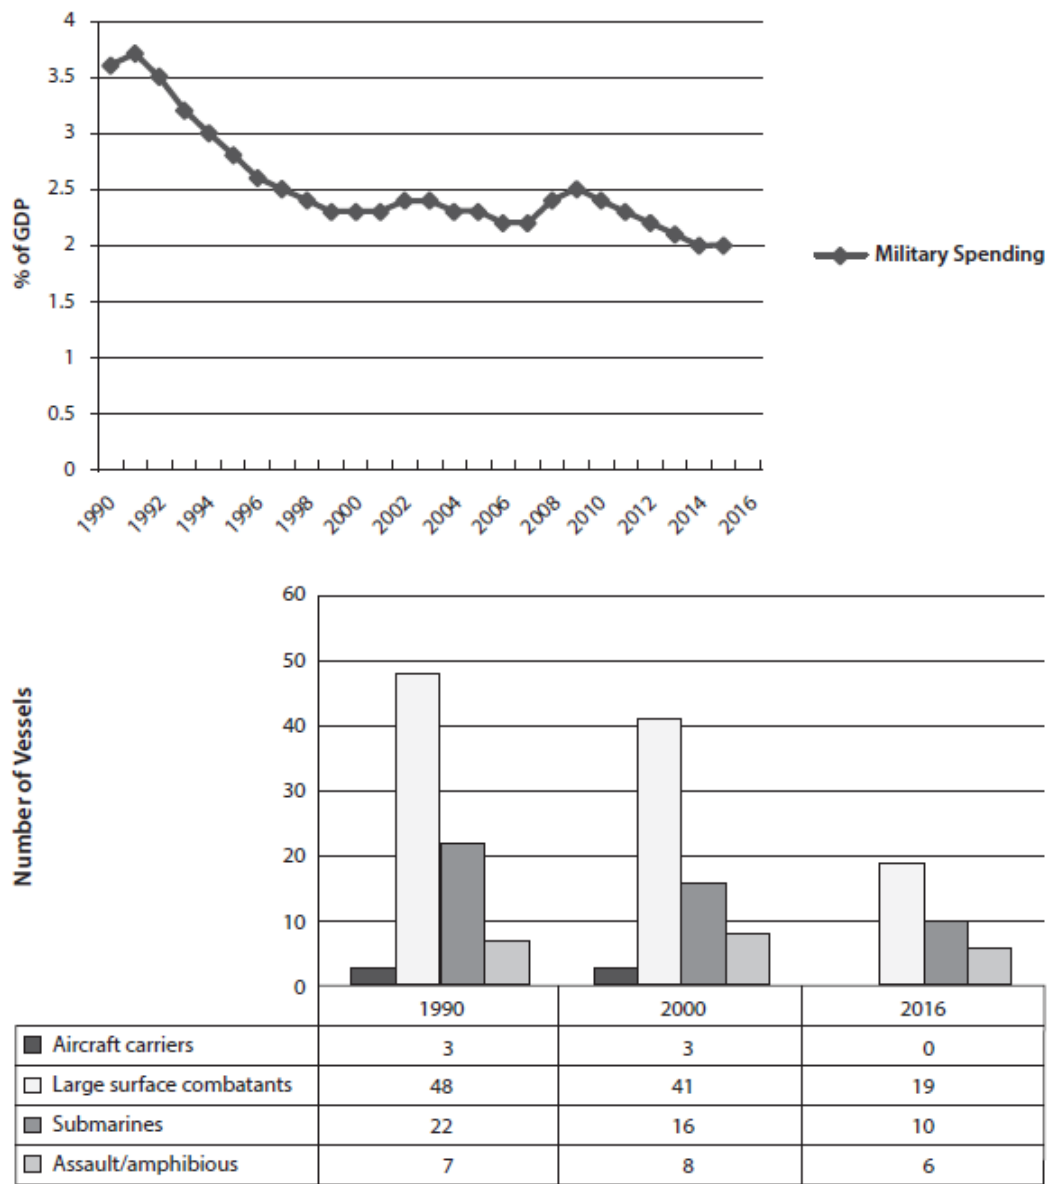 4
3.5
3
2.5
2
1.5
1
0.5
0
% of GDP
1990 1992 1994 1996 1998 2000 2002 2004 2006 2008 2010 2012 2014 2016
Military Spending
60
50
40
30
20
10
0
Number of Vessels
1990 2000 2016
Aircraft carriers 3 3 0
Large surface combatants 48 41 19
Submarines 22 16 10
Assault/amphibious 7 8 6